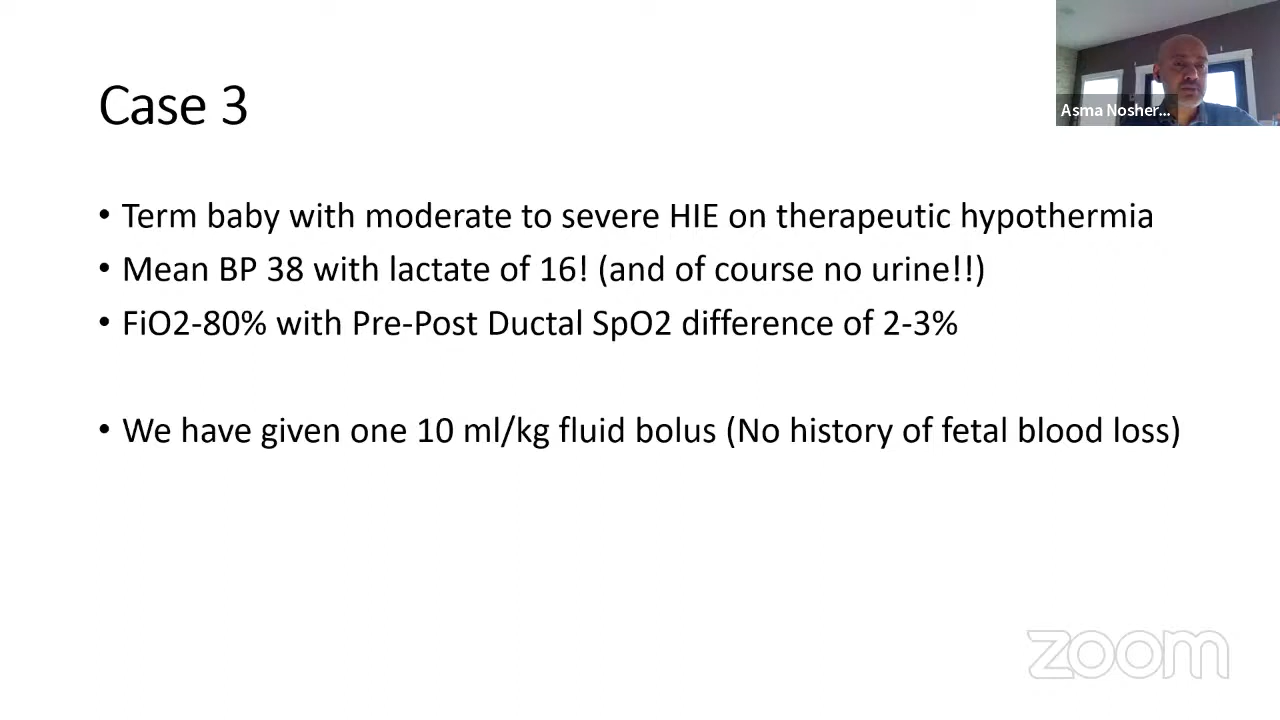 Asma Nosher...
Case 3
• Term baby with moderate to severe HIE on therapeutic hypothermia
• Mean BP 38 with lactate of 16! (and of course no urine!!)
• FiO2-80% with Pre-Post Ductal SpO2 difference of 2-3%
• We have given one 10 ml/kg fluid bolus (No history of fetal blood loss)
zoom